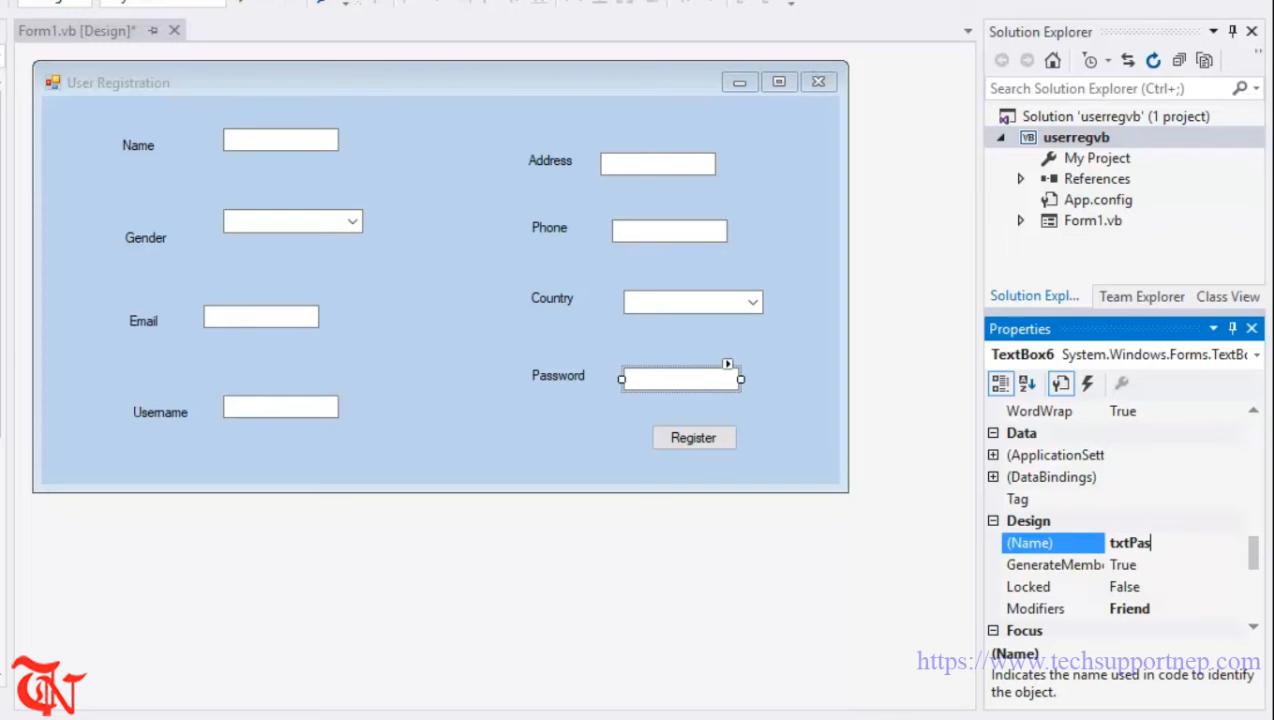 Form1.vb [Design]*
User Registration
Name
Address
Gender
Phone
Email
Country
Password
Username
Register
Solution Explorer
Search Solution Explorer (Ctrl+;)
Solution 'userregvb' (1 project)
VB userregvb
My Project
References
App.config
Form1.vb
Solution Expl... Team Explorer Class View
Properties
TextBox6 System.Windows.Forms.TextBo
WordWrap True
Data
(ApplicationSett
(DataBindings)
Tag
Design
(Name) txtPas
GenerateMembe True
Locked False
Modifiers Friend
Focus
(Name)
Indicates the name used in code to identify
the object.
https://www.techsupportnep.com
TN